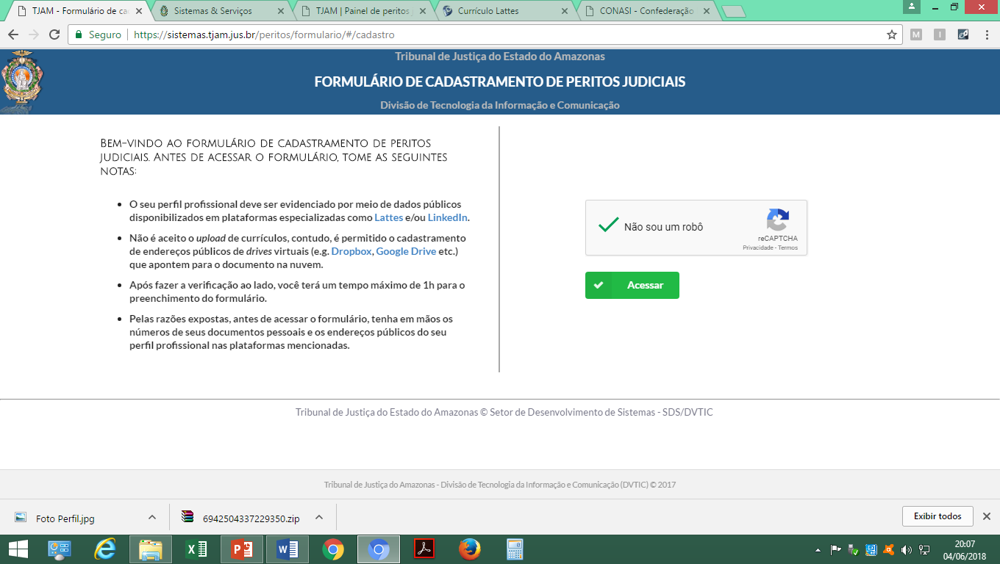 TJAM - Formulário de ca
Sistemas & Serviços
TJAM | Painel de peritos j
Currículo Lattes
CONASI - Confederação
Seguro
https://sistemas.tjam.jus.br/peritos/formulario/#/cadastro
M
I
Tribunal de Justiça do Estado do Amazonas
FORMULÁRIO DE CADASTRAMENTO DE PERITOS JUDICIAIS
Divisão de Tecnologia da Informação e Comunicação
Bem-vindo ao formulário de cadastramento de peritos
judiciais. Antes de acessar o formulário, tome as seguintes
notas:
• O seu perfil profissional deve ser evidenciado por meio de dados públicos
disponibilizados em plataformas especializadas como Lattes e/ou LinkedIn.
• Não é aceito o upload de currículos, contudo, é permitido o cadastramento
de endereços públicos de drives virtuais (e.g. Dropbox, Google Drive etc.)
que apontem para o documento na nuvem.
• Após fazer a verificação ao lado, você terá um tempo máximo de 1h para o
preenchimento do formulário.
• Pelas razões expostas, antes de acessar o formulário, tenha em mãos os
números de seus documentos pessoais e os endereços públicos do seu
perfil profissional nas plataformas mencionadas.
Não sou um robô
reCAPTCHA
Privacidade - Termos
Acessar
Tribunal de Justiça do Estado do Amazonas © Setor de Desenvolvimento de Sistemas - SDS/DVTIC
Tribunal de Justiça do Amazonas - Divisão de Tecnologia da Informação e Comunicação (DVTIC) © 2017
Foto Perfil.jpg
6942504337229350.zip
Exibir todos
20:07
04/06/2018